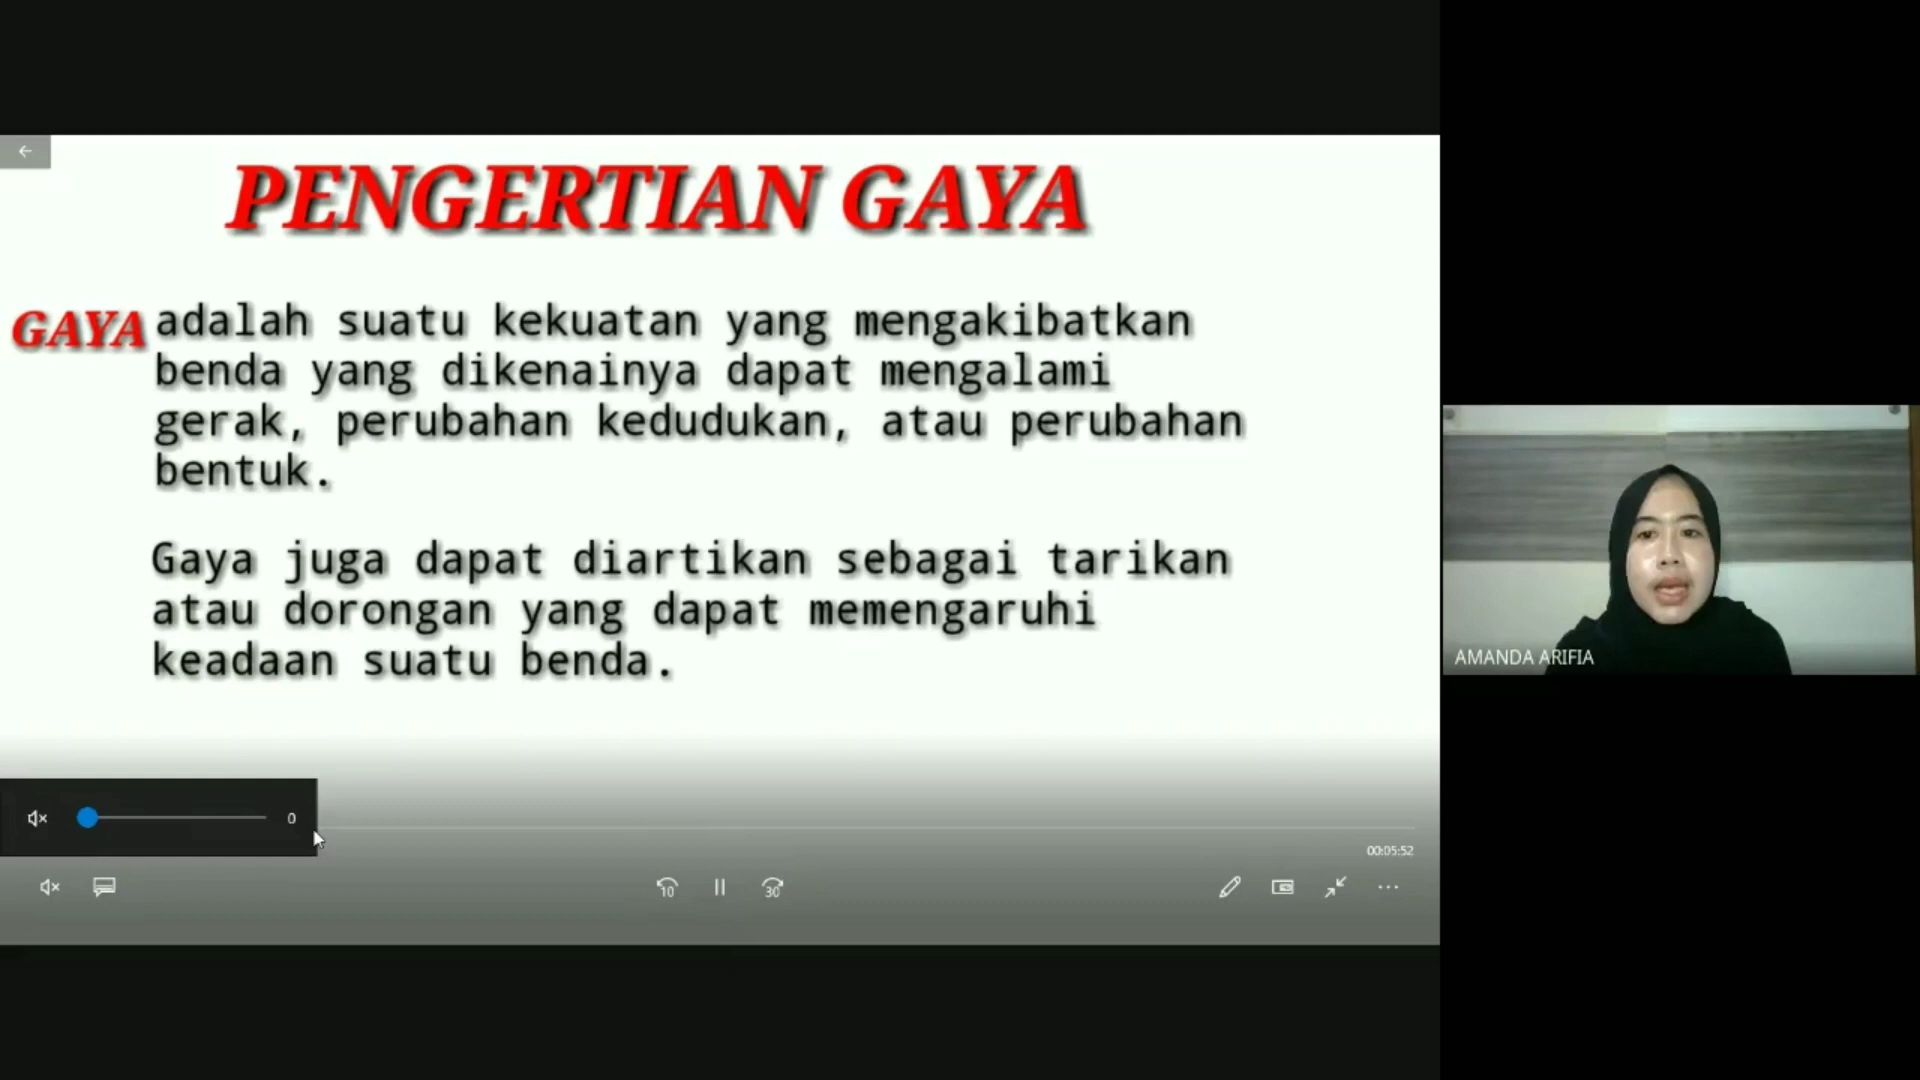 PENGERTIAN GAYA
GAYA adalah suatu kekuatan yang mengakibatkan
benda yang dikenainya dapat mengalami
gerak, perubahan kedudukan, atau perubahan
bentuk.
Gaya juga dapat diartikan sebagai tarikan
atau dorongan yang dapat memengaruhi
keadaan suatu benda.
AMANDA ARIFIA
0
00:05:52
10
30